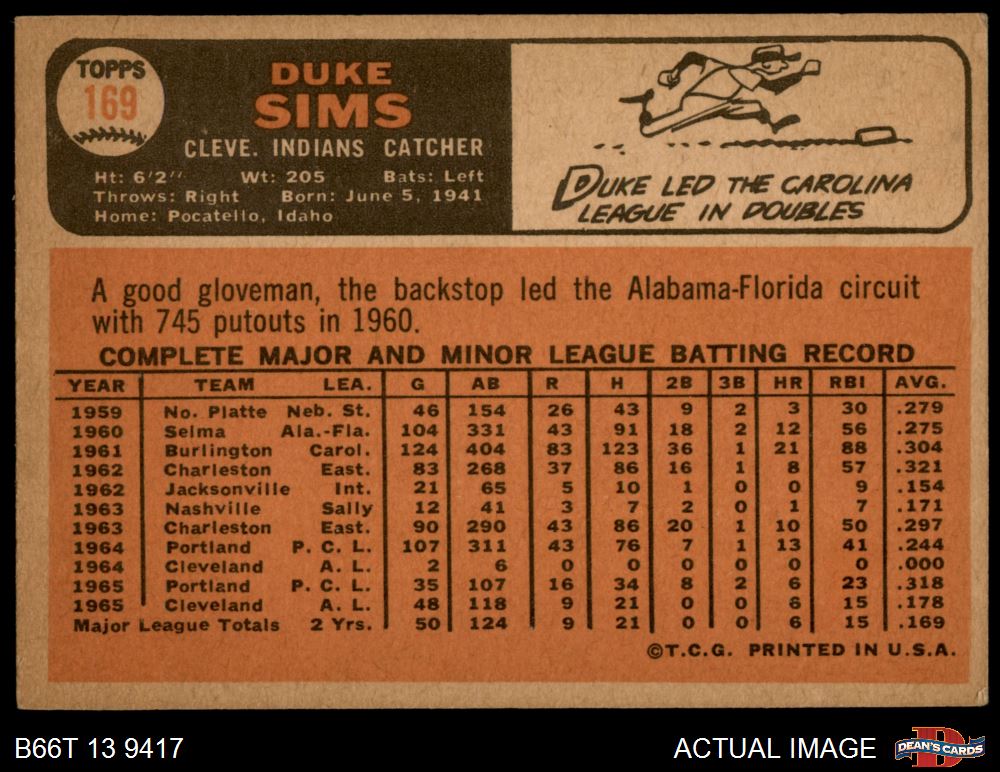 TOPPS
169
DUKE
SIMS
CLEVE. INDIANS CATCHER
Ht: 6'2" Wt: 205 Bats: Left
Throws: Right Born: June 5, 1941
Home: Pocatello, Idaho
DUKE LED THE CAROLINA
LEAGUE IN DOUBLES
A good gloveman, the backstop led the Alabama-Florida circuit
with 745 putouts in 1960.
COMPLETE MAJOR AND MINOR LEAGUE BATTING RECORD
YEAR TEAM LEA. G AB R H 2B 3B HR RBI AVG.
1959 No. Platte Neb. St. 46 154 26 43 9 2 3 30 .279
1960 Selma Ala.-Fla. 104 331 43 91 18 2 12 56 .275
1961 Burlington Carol. 124 404 83 123 36 1 21 88 .304
1962 Charleston East. 83 268 37 86 16 1 8 57 .321
1962 Jacksonville Int. 21 65 5 10 1 0 0 9 .154
1963 Nashville Sally 12 41 3 7 2 0 1 7 .171
1963 Charleston East. 90 290 43 86 20 1 10 50 .297
1964 Portland P. C. L. 107 311 43 76 7 1 13 41 .244
1964 Cleveland A. L. 2 6 0 0 0 0 0 0 .000
1965 Portland P. C. L. 35 107 16 34 8 2 6 23 .318
1965 Cleveland A. L. 48 118 9 21 0 0 6 15 .178
Major League Totals 2 Yrs. 50 124 9 21 0 0 6 15 .169
©T.C.G. PRINTED IN U.S.A.
B66T 13 9417
ACTUAL IMAGE
DEAN'S CARDS